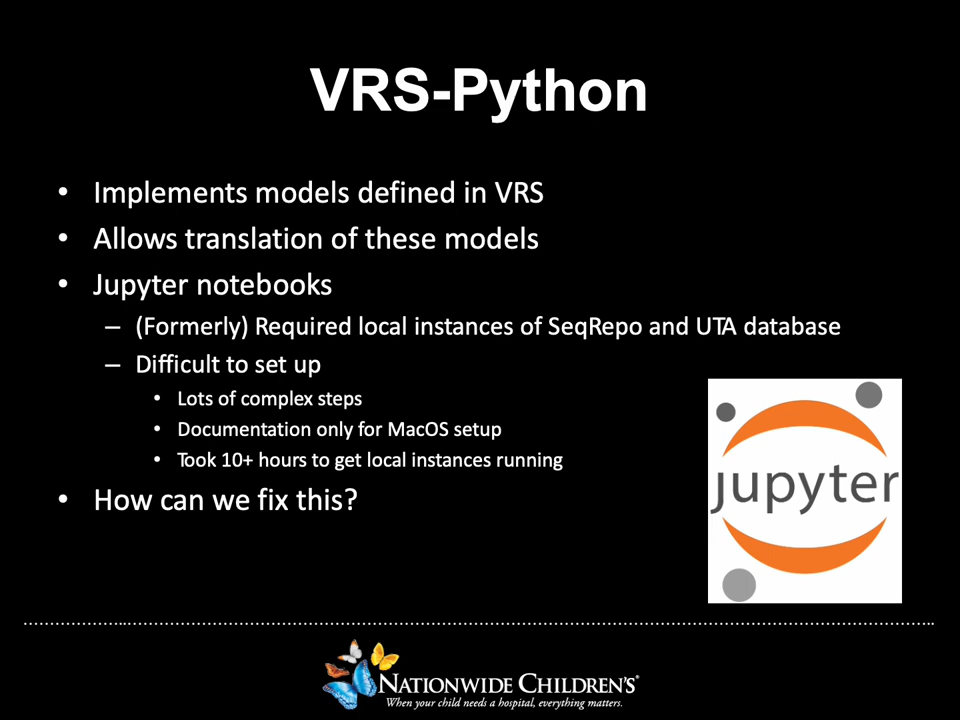 VRS-Python
• Implements models defined in VRS
• Allows translation of these models
• Jupyter notebooks
– (Formerly) Required local instances of SeqRepo and UTA database
– Difficult to set up
• Lots of complex steps
• Documentation only for MacOS setup
• Took 10+ hours to get local instances running
• How can we fix this?
jupyter
NATIONWIDE CHILDREN'S®
When your child needs a hospital, everything matters.